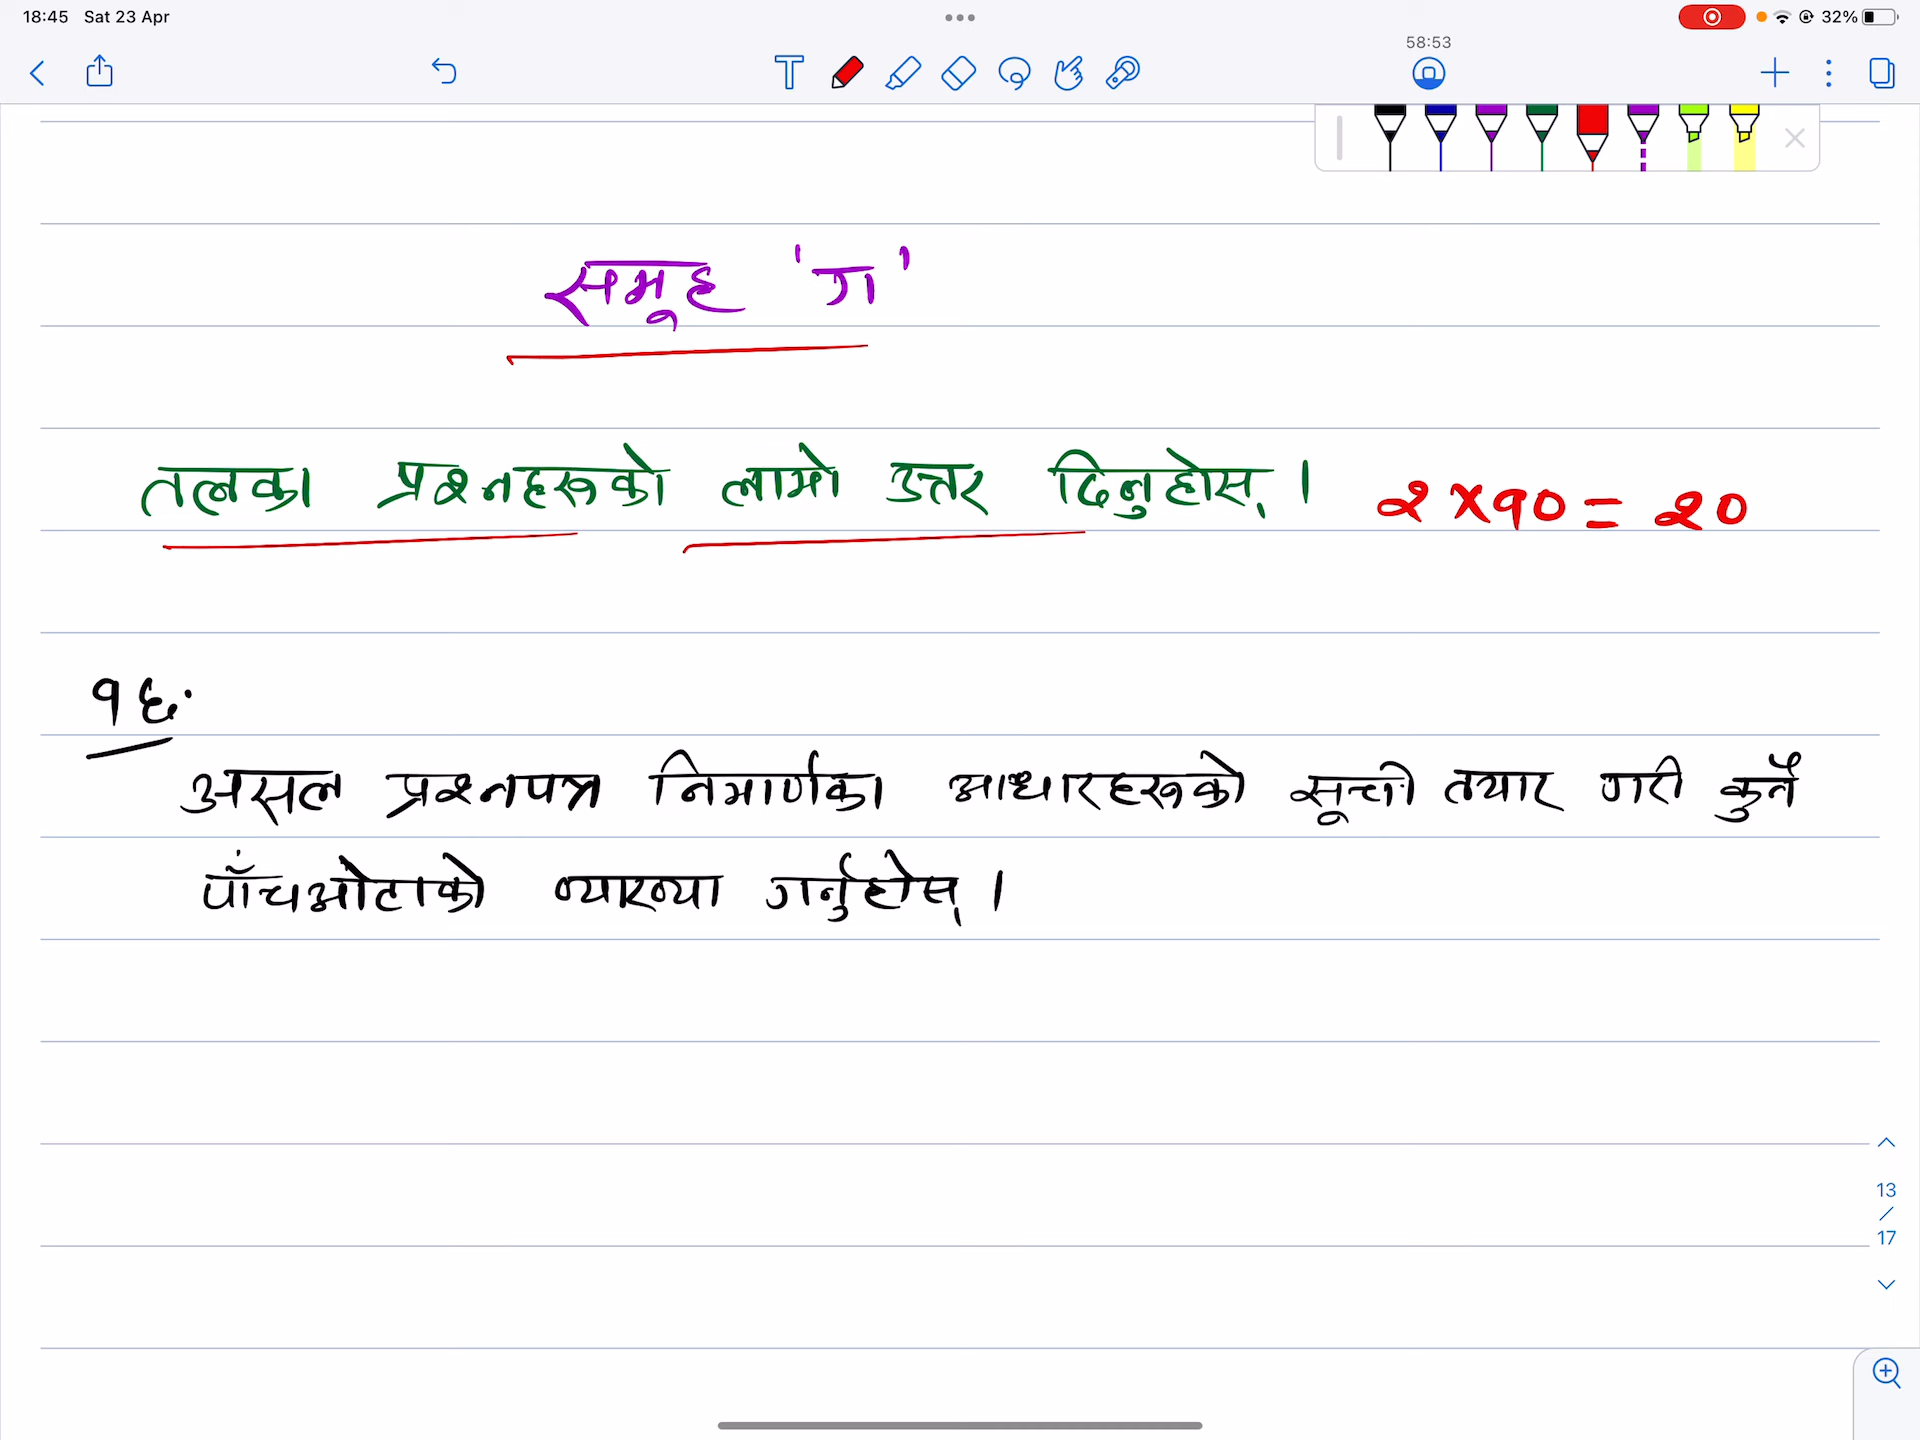 18:45 Sat 23 Apr
32%
58:53
समूह 'ग'
तलका प्रश्नहरूको लामो उत्तर दिनुहोस् । २ × १० = २०
१६.
असल प्रश्नपत्र निमार्णका आधारहरूको सूची तयार गरी कुनै
पाँचओटाको व्याख्या गर्नुहोस् ।
13
/
17